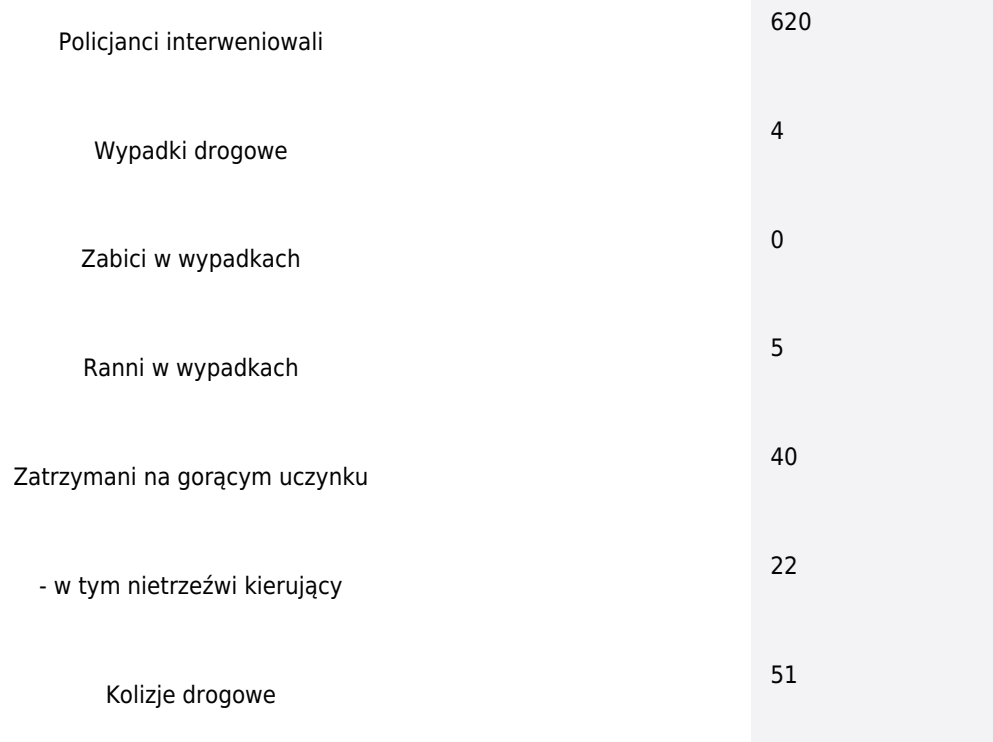 Policjanci interweniowali 620
Wypadki drogowe 4
Zabici w wypadkach 0
Ranni w wypadkach 5
Zatrzymani na gorącym uczynku 40
- w tym nietrzeźwi kierujący 22
Kolizje drogowe 51